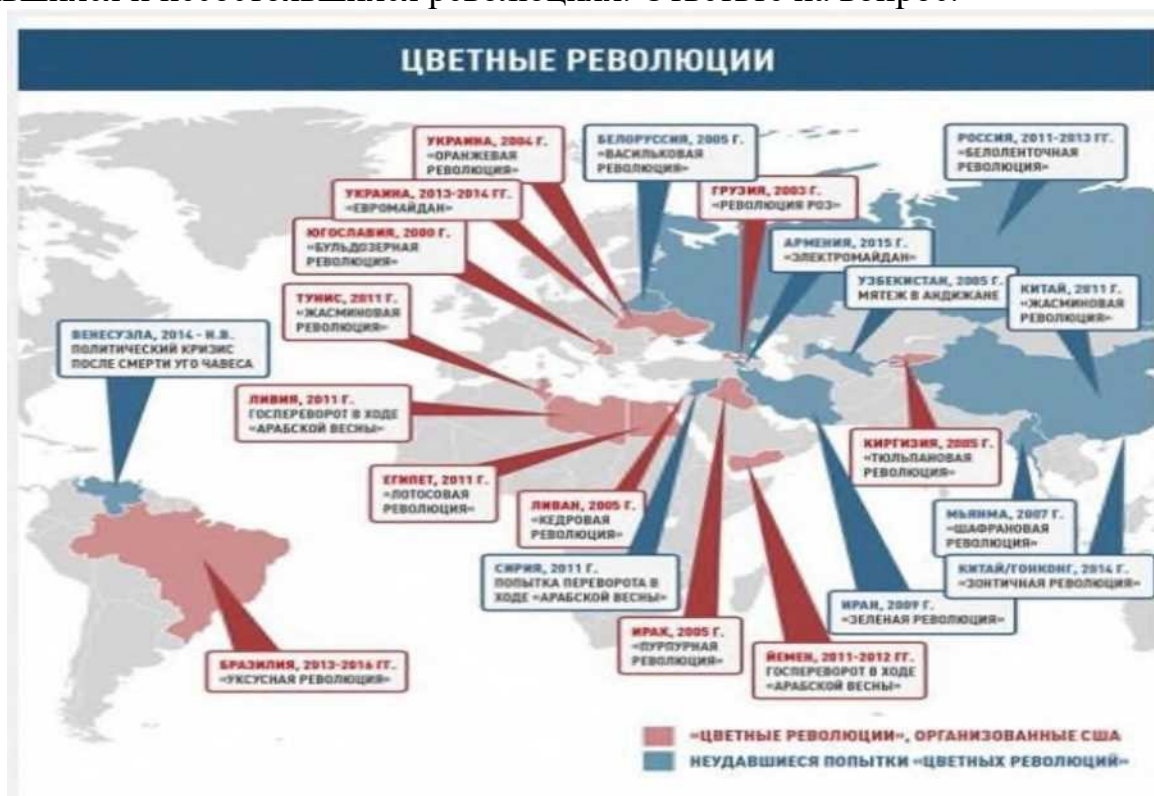 ЦВЕТНЫЕ РЕВОЛЮЦИИ
УКРАИНА, 2004 Г.
«ОРАНЖЕВАЯ
РЕВОЛЮЦИЯ»
БЕЛОРУССИЯ, 2005 Г.
«ВАСИЛЬКОВАЯ
РЕВОЛЮЦИЯ»
РОССИЯ, 2011-2013 ГГ.
«БЕЛОЛЕНТОЧНАЯ
РЕВОЛЮЦИЯ»
УКРАИНА, 2013-2014 ГГ.
«ЕВРОМАЙДАН»
ГРУЗИЯ, 2003 Г.
«РЕВОЛЮЦИЯ РОЗ»
ЮГОСЛАВИЯ, 2000 Г.
«БУЛЬДОЗЕРНАЯ
РЕВОЛЮЦИЯ»
АРМЕНИЯ, 2015 Г.
«ЭЛЕКТРОМАЙДАН»
УЗБЕКИСТАН, 2005 Г.
МЯТЕЖ В АНДИЖАНЕ
КИТАЙ, 2011 Г.
«ЖАСМИНОВАЯ
РЕВОЛЮЦИЯ»
ТУНИС, 2011 Г.
«ЖАСМИНОВАЯ
РЕВОЛЮЦИЯ»
ВЕНЕСУЭЛА, 2014 - Н.В.
ПОЛИТИЧЕСКИЙ КРИЗИС
ПОСЛЕ СМЕРТИ УГО ЧАВЕСА
ЛИВИЯ, 2011 Г.
ГОСПЕРЕВОРОТ В ХОДЕ
«АРАБСКОЙ ВЕСНЫ»
КИРГИЗИЯ, 2005 Г.
«ТЮЛЬПАНОВАЯ
РЕВОЛЮЦИЯ»
ЕГИПЕТ, 2011 Г.
«ЛОТОСОВАЯ
РЕВОЛЮЦИЯ»
ЛИВАН, 2005 Г.
«КЕДРОВАЯ
РЕВОЛЮЦИЯ»
МЬЯНМА, 2007 Г.
«ШАФРАНОВАЯ
РЕВОЛЮЦИЯ»
СИРИЯ, 2011 Г.
ПОПЫТКА ПЕРЕВОРОТА В
ХОДЕ «АРАБСКОЙ ВЕСНЫ»
КИТАЙ/ГОНКОНГ, 2014 Г.
«ЗОНТИЧНАЯ РЕВОЛЮЦИЯ»
ИРАН, 2009 Г.
«ЗЕЛЕНАЯ РЕВОЛЮЦИЯ»
ИРАК, 2005 Г.
«ПУРПУРНАЯ
РЕВОЛЮЦИЯ»
ЙЕМЕН, 2011-2012 ГГ.
ГОСПЕРЕВОРОТ В ХОДЕ
«АРАБСКОЙ ВЕСНЫ»
БРАЗИЛИЯ, 2013-2016 ГГ.
«УКСУСНАЯ РЕВОЛЮЦИЯ»
«ЦВЕТНЫЕ РЕВОЛЮЦИИ», ОРГАНИЗОВАННЫЕ США
НЕУДАВШИЕСЯ ПОПЫТКИ «ЦВЕТНЫХ РЕВОЛЮЦИЙ»